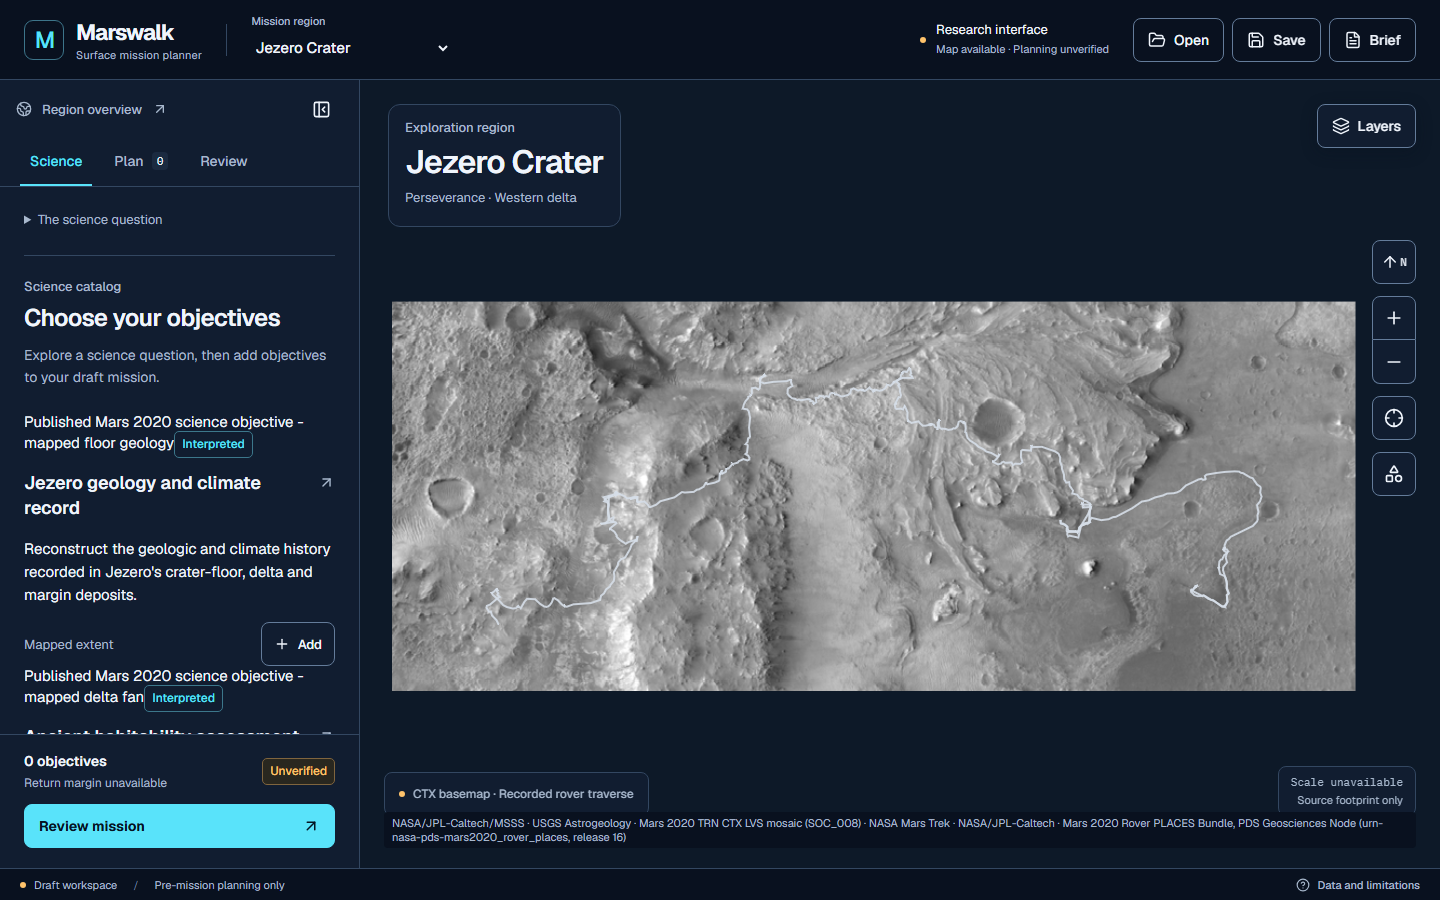 M
Marswalk
Surface mission planner
Mission region
Jezero Crater
Research interface
Map available · Planning unverified
Open
Save
Brief
Region overview
Science
Plan 0
Review
The science question
Science catalog
Choose your objectives
Explore a science question, then add objectives
to your draft mission.
Published Mars 2020 science objective -
mapped floor geology Interpreted
Jezero geology and climate
record
Reconstruct the geologic and climate history
recorded in Jezero's crater-floor, delta and
margin deposits.
Mapped extent
Add
Published Mars 2020 science objective -
mapped delta fan Interpreted
Ancient habitability assessment
0 objectives
Return margin unavailable
Unverified
Review mission
Exploration region
Jezero Crater
Perseverance · Western delta
Layers
N
CTX basemap · Recorded rover traverse
Scale unavailable
Source footprint only
NASA/JPL-Caltech/MSSS · USGS Astrogeology · Mars 2020 TRN CTX LVS mosaic (SOC_008) · NASA Mars Trek · NASA/JPL-Caltech · Mars 2020 Rover PLACES Bundle, PDS Geosciences Node (urn-
nasa-pds-mars2020_rover_places, release 16)
Draft workspace / Pre-mission planning only
Data and limitations